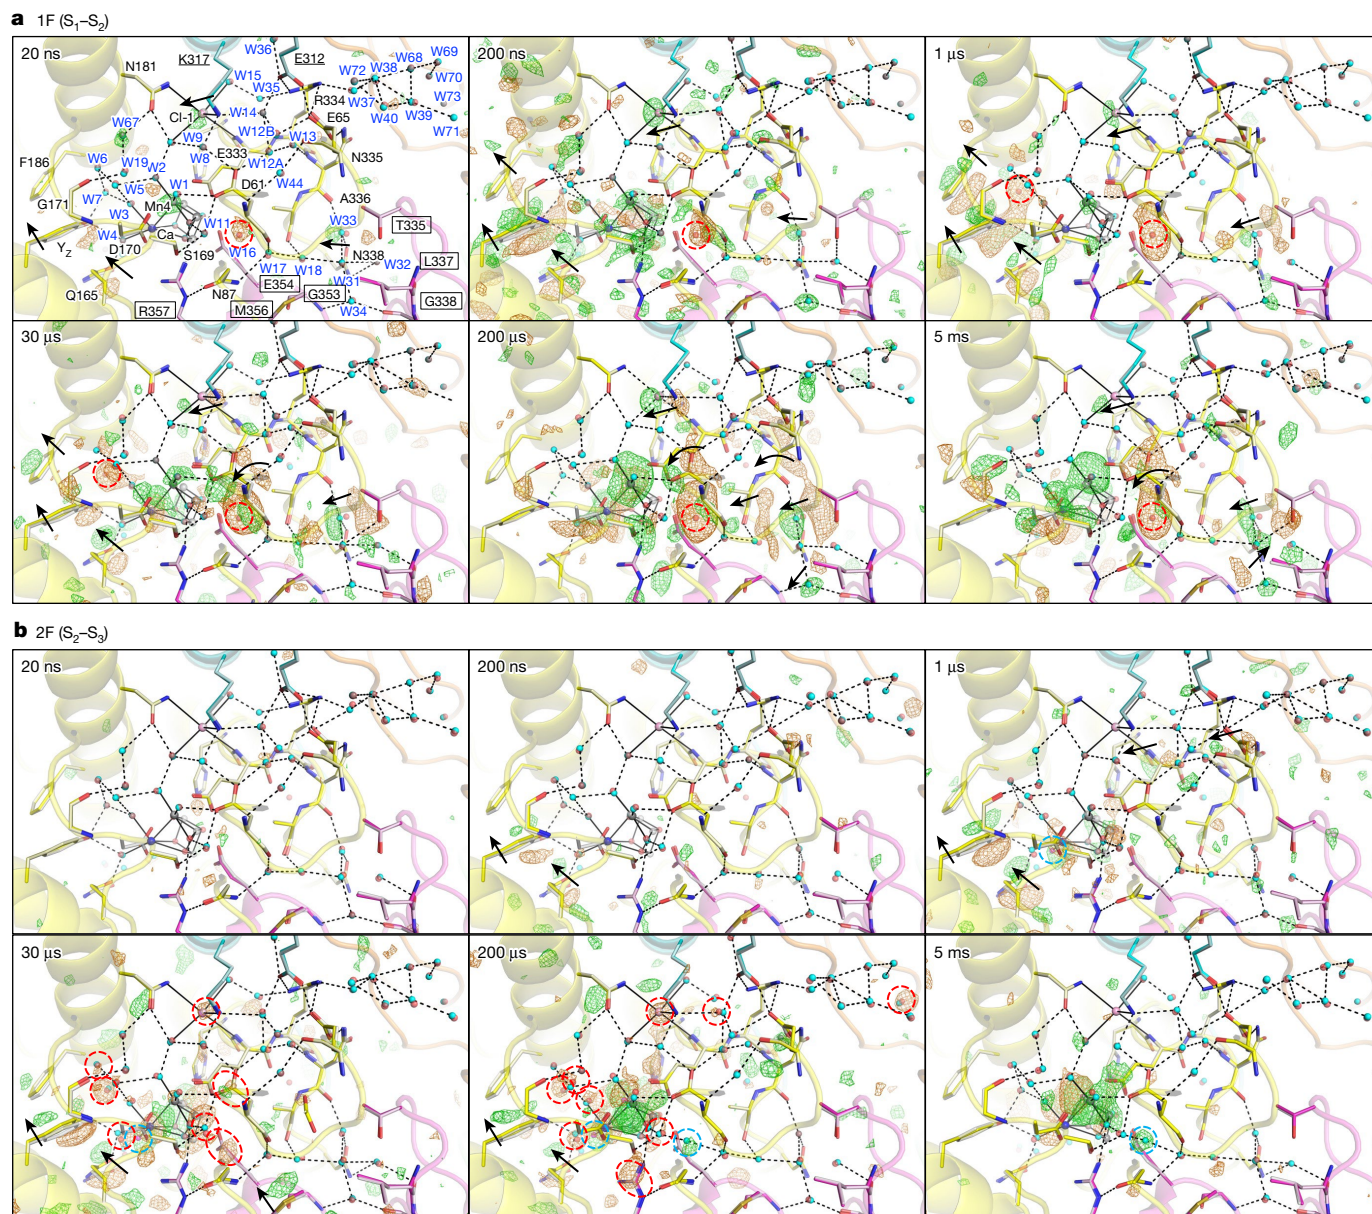 a 1F (S1–S2)
20 ns
200 ns
1 µs
K317
W36
E312
W68
W69
N181
W72
W38
W15
W70
W35
R334
W37
W73
Cl-1
W14
E65
W40
W39
W67
W12B
W13
W71
W9
F186
W6
E333
W8
N335
W19
W2
W12A
W5
W1
D61
W44
W7
A336
G171
Mn4
W3
W11
W33
T335
YZ
W4
Ca
D170
W16
N338
W32
L337
S169
W17
W18
W31
Q165
N87
E354
G353
G338
R357
M356
W34
30 µs
200 µs
5 ms
b 2F (S2–S3)
20 ns
200 ns
1 µs
30 µs
200 µs
5 ms